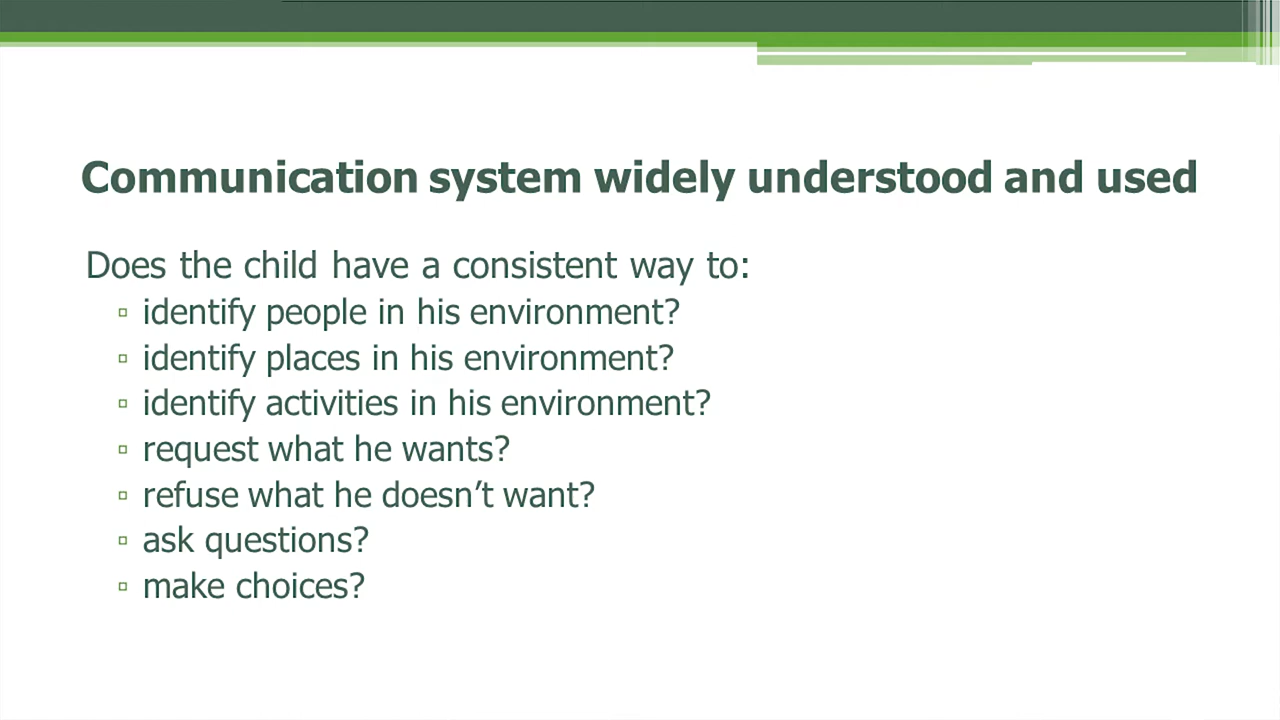 Communication system widely understood and used
Does the child have a consistent way to:
▫ identify people in his environment?
▫ identify places in his environment?
▫ identify activities in his environment?
▫ request what he wants?
▫ refuse what he doesn’t want?
▫ ask questions?
▫ make choices?